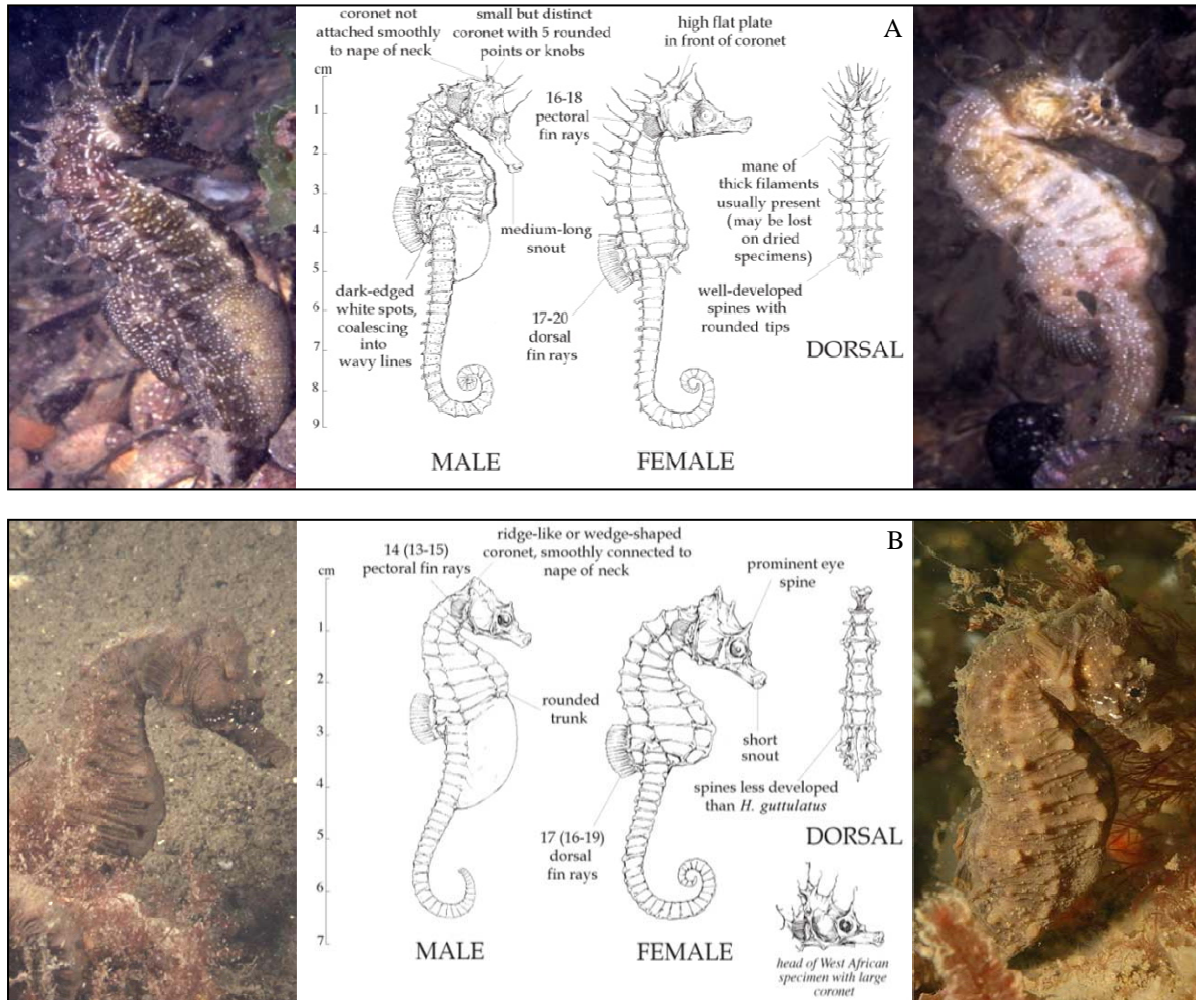 coronet not
attached smoothly
to nape of neck
small but distinct
coronet with 5 rounded
points or knobs
high flat plate
in front of coronet
A
cm
1
2
3
4
5
6
7
8
9
16-18
pectoral
fin rays
medium-long
snout
dark-edged
white spots,
coalescing
into
wavy lines
17-20
dorsal
fin rays
mane of
thick filaments
usually present
(may be lost
on dried
specimens)
well-developed
spines with
rounded tips
DORSAL
MALE
FEMALE
14 (13-15)
pectoral fin rays
ridge-like or wedge-shaped
coronet, smoothly connected to
nape of neck
prominent eye
spine
B
cm
1
2
3
4
5
6
7
rounded
trunk
short
snout
spines less developed
than H. guttulatus
17 (16-19)
dorsal
fin rays
DORSAL
MALE
FEMALE
head of West African
specimen with large
coronet